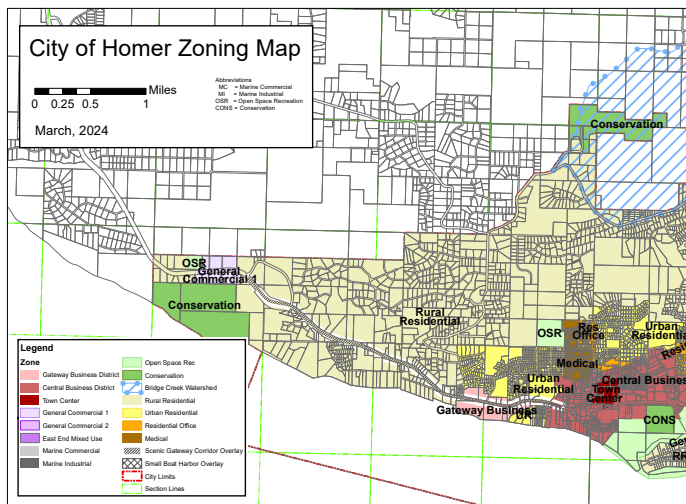 City of Homer Zoning Map
Abbreviations
MC = Marine Commercial
MI = Marine Industrial
OSR = Open Space Recreation
CONS = Conservation
Miles
0 0.25 0.5 1
March, 2024
Conservation
OSR
General
Commercial 1
Conservation
Rural
Residential
OSR
Res
Office
Urban
Residentia
Medical
Resi
Urban
Residential
Central Busines
Town
Center
Gateway Business
UR
CONS
Ge
RR
Legend
Zone
Gateway Business District
Central Business District
Town Center
General Commercial 1
General Commercial 2
East End Mixed Use
Marine Commercial
Marine Industrial
Open Space Rec
Conservation
Bridge Creek Watershed
Rural Residential
Urban Residential
Residential Office
Medical
Scenic Gateway Corridor Overlay
Small Boat Harbor Overlay
City Limits
Section Lines